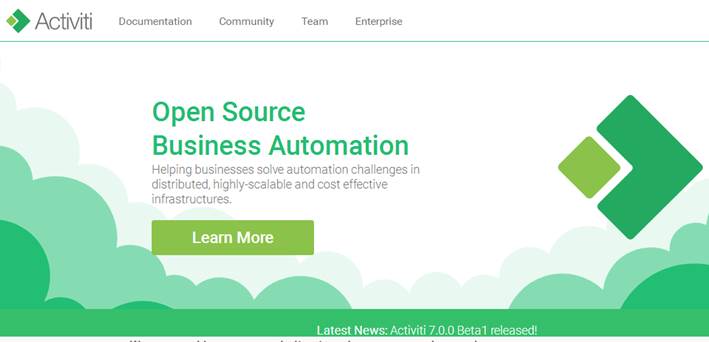 Activiti Documentation Community Team Enterprise
Open Source
Business Automation
Helping businesses solve automation challenges in
distributed, highly-scalable and cost effective
infrastructures.
Learn More
Latest News: Activiti 7.0.0 Beta1 released!